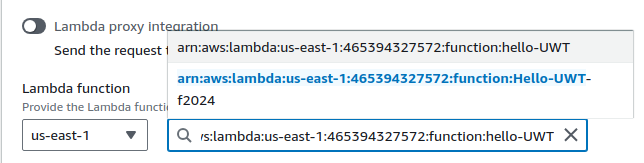 Lambda proxy integration
Send the request t
arn:aws:lambda:us-east-1:465394327572:function:hello-UWT
arn:aws:lambda:us-east-1:465394327572:function:Hello-UWT-
f2024
Lambda function
Provide the Lambda functi
us-east-1
/s:lambda:us-east-1:465394327572:function:hello-UWT